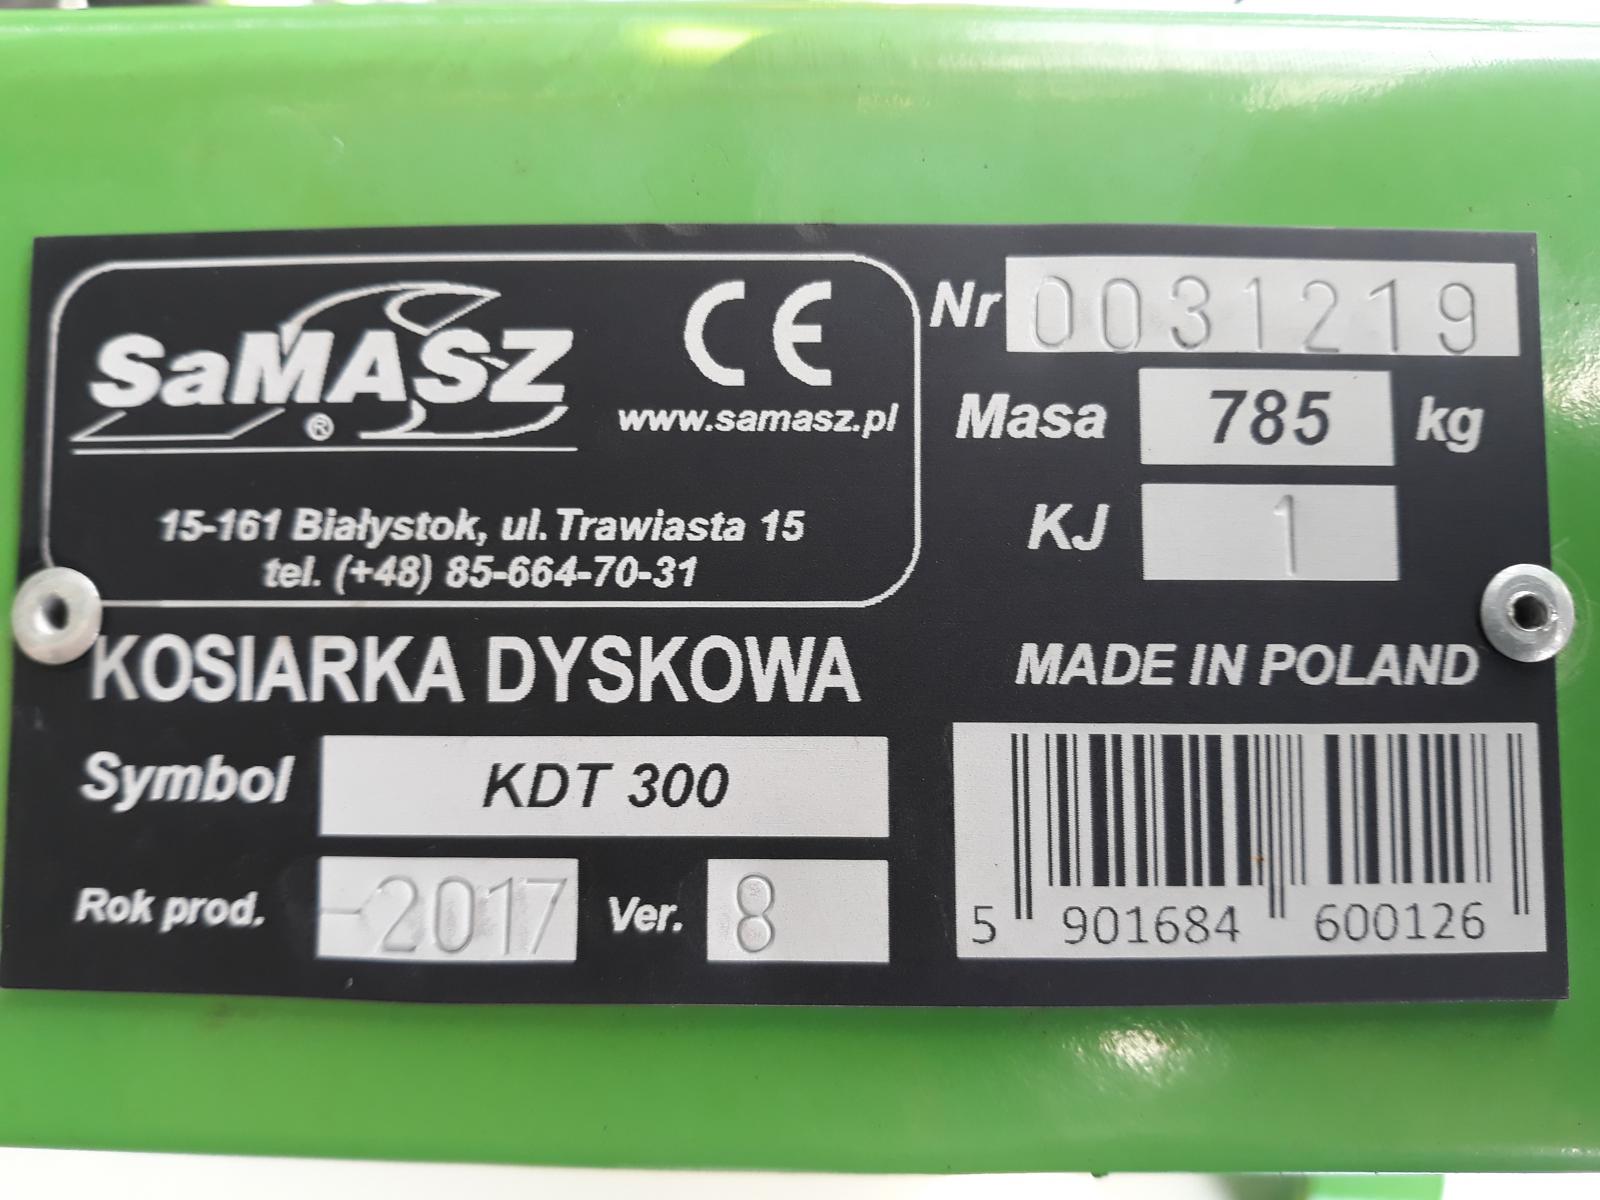 SaMASZ
®
CE
www.samasz.pl
15-161 Białystok, ul. Trawiasta 15
tel. (+48) 85-664-70-31
Nr 0031219
Masa 785 kg
KJ 1
KOSIARKA DYSKOWA
MADE IN POLAND
Symbol KDT 300
Rok prod. -2017 Ver. 8
5 901684 600126